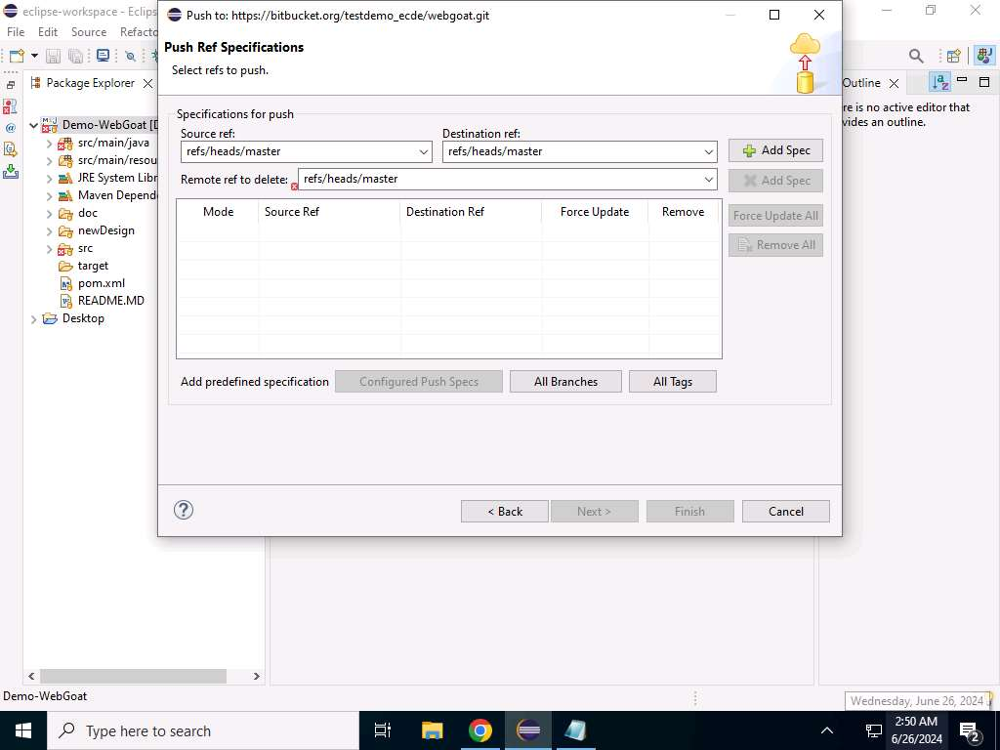 eclipse-workspace - Eclips
Push to: https://bitbucket.org/testdemo_ecde/webgoat.git
File Edit Source Refacto
Push Ref Specifications
Select refs to push.
Package Explorer
Outline
Demo-WebGoat [D
src/main/java
src/main/resou
JRE System Libr
Maven Depend
doc
newDesign
src
target
pom.xml
README.MD
Desktop
Specifications for push
Source ref:
Destination ref:
refs/heads/master
refs/heads/master
Add Spec
Remote ref to delete:
refs/heads/master
Add Spec
Mode Source Ref Destination Ref Force Update Remove
Force Update All
Remove All
Add predefined specification Configured Push Specs All Branches All Tags
< Back Next > Finish Cancel
re is no active editor that
vides an outline.
Demo-WebGoat
Wednesday, June 26, 2024
Type here to search
2:50 AM
6/26/2024
2